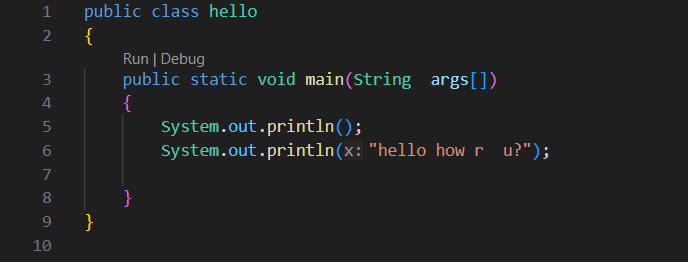 1 public class hello
2 {
Run | Debug
3 public static void main(String  args[])
4 {
5 System.out.println();
6 System.out.println(x:"hello how r  u?");
7
8 }
9 }
10